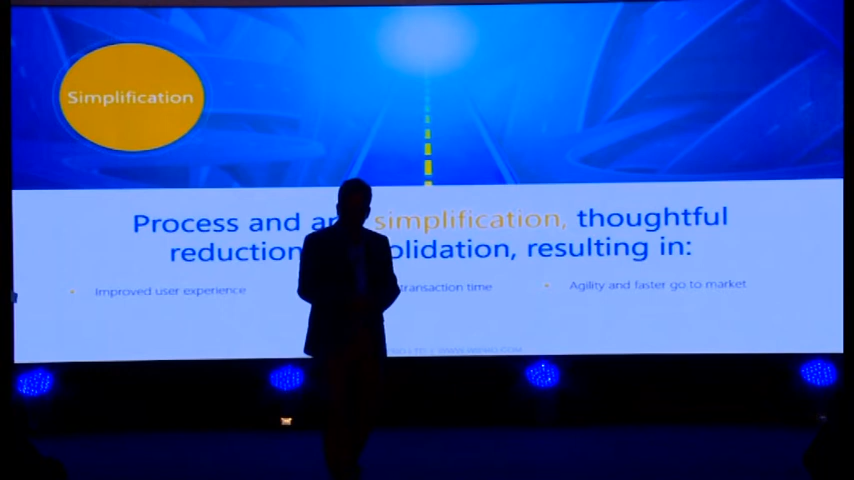 Simplification
Process and a simplification, thoughtful
reduction olidation, resulting in:
Improved user experience
transaction time
Agility and faster go to market